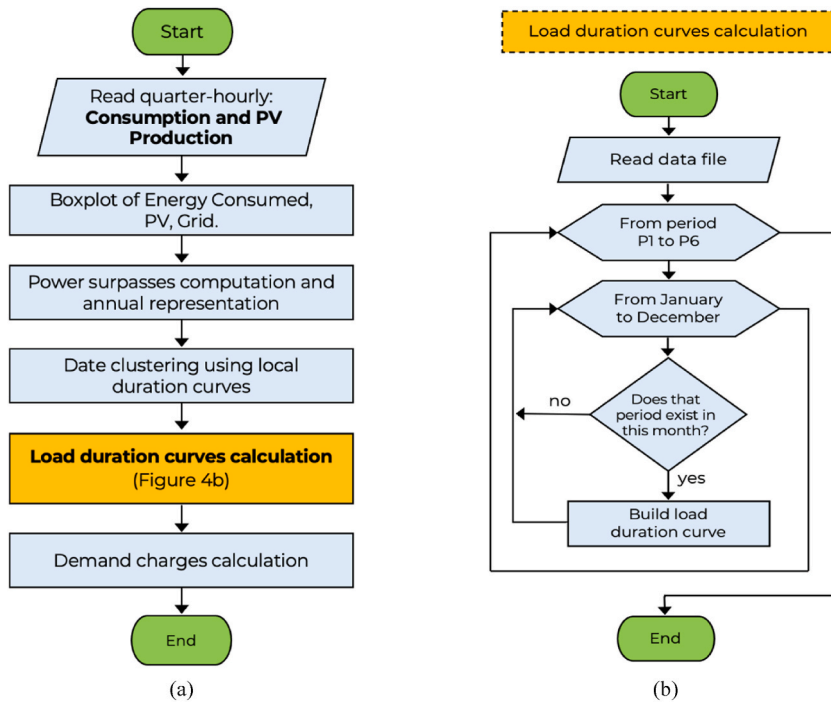 Start
Read quarter-hourly:
Consumption and PV
Production
Boxplot of Energy Consumed,
PV, Grid.
Power surpasses computation and
annual representation
Date clustering using local
duration curves
Load duration curves calculation
(Figure 4b)
Demand charges calculation
End
(a)
Load duration curves calculation
Start
Read data file
From period
P1 to P6
From January
to December
Does that
period exist in
this month?
no
yes
Build load
duration curve
End
(b)